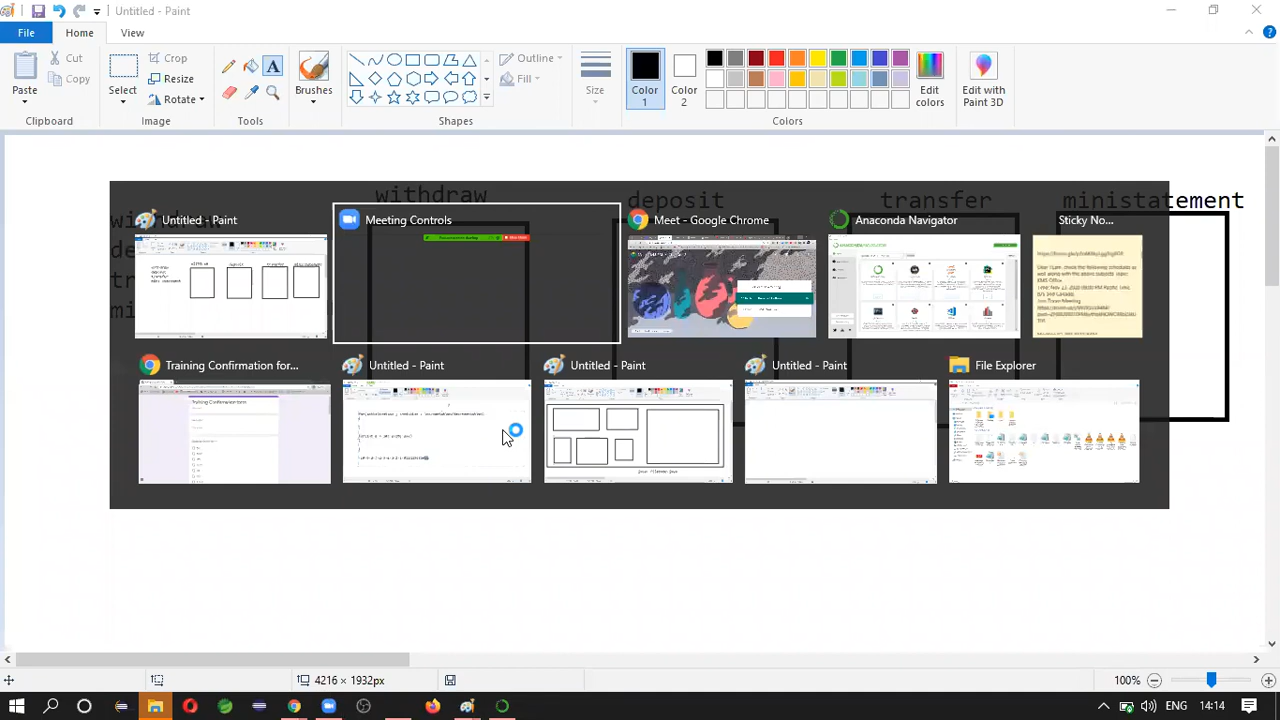 Untitled - Paint
File
Home
View
Paste
Cut
Copy
Clipboard
Select
Crop
Resize
Rotate
Image
Tools
Brushes
Shapes
Outline
Fill
Size
Color 1
Color 2
Edit colors
Colors
Edit with Paint 3D
withdraw
deposit
transfer
ministatement
Untitled - Paint
Meeting Controls
Meet - Google Chrome
Anaconda Navigator
Sticky No...
Training Confirmation for...
Untitled - Paint
Untitled - Paint
Untitled - Paint
File Explorer
4216 × 1932px
100%
ENG
14:14